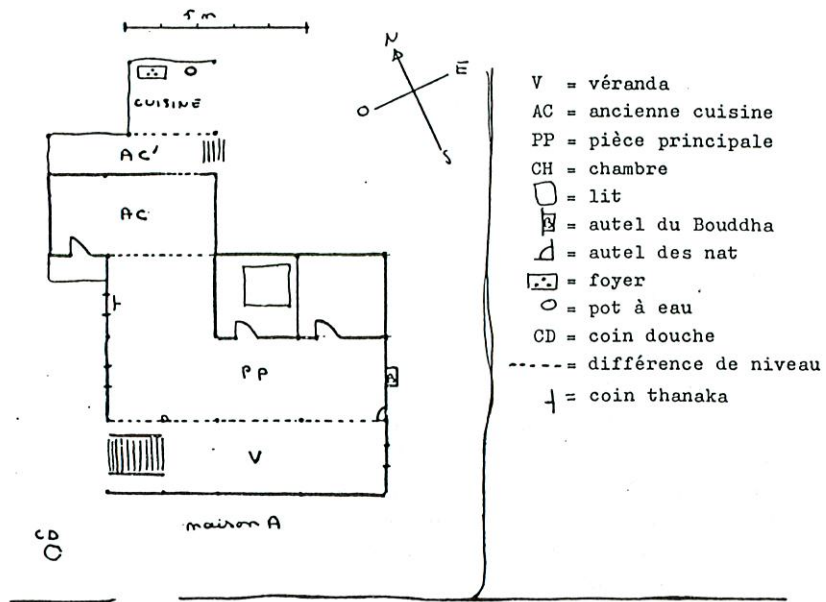 5 m
N
E
O
S
CUISINE
AC'
AC
PP
V
maison A
CD
V = véranda
AC = ancienne cuisine
PP = pièce principale
CH = chambre
= lit
B = autel du Bouddha
= autel des nat
= foyer
= pot à eau
CD = coin douche
----- = différence de niveau
= coin thanaka
B